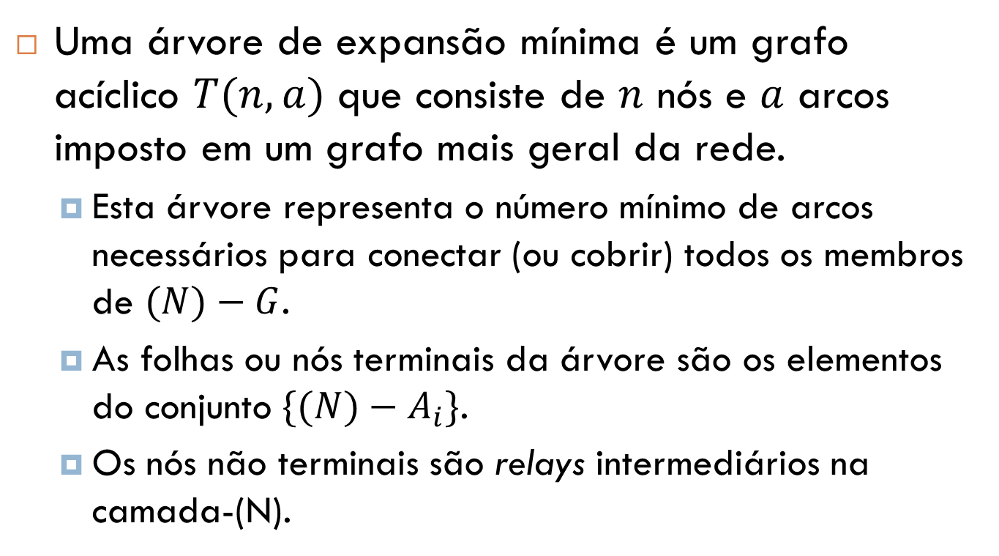 Uma árvore de expansão mínima é um grafo
acíclico 𝑇(𝑛, 𝑎) que consiste de 𝑛 nós e 𝑎 arcos
imposto em um grafo mais geral da rede.
Esta árvore representa o número mínimo de arcos
necessários para conectar (ou cobrir) todos os membros
de (𝑁) − 𝐺.
As folhas ou nós terminais da árvore são os elementos
do conjunto {(𝑁) − 𝐴ᵢ}.
Os nós não terminais são relays intermediários na
camada-(N).